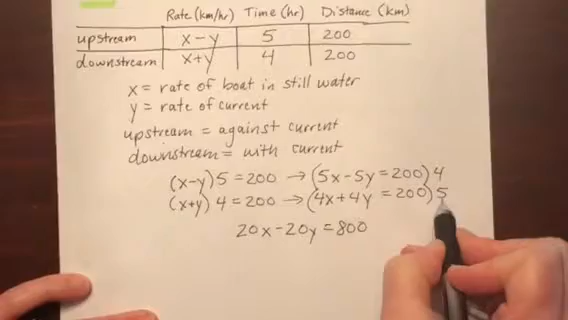 Rate (km/hr) Time (hr) Distance (km)
upstream x-y 5 200
downstream x+y 4 200
x = rate of boat in still water
y = rate of current
upstream = against current
downstream = with current
(x-y)5 = 200 → (5x-5y = 200)4
(x+y)4 = 200 → (4x+4y = 200)5
20x-20y = 800